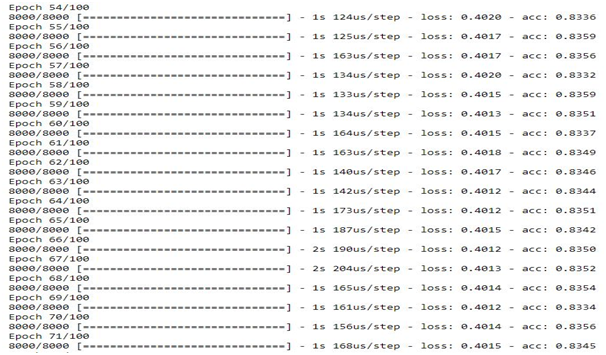 Epoch 54/100
8000/8000 [==============================] - 1s 124us/step - loss: 0.4020 - acc: 0.8336
Epoch 55/100
8000/8000 [==============================] - 1s 125us/step - loss: 0.4017 - acc: 0.8359
Epoch 56/100
8000/8000 [==============================] - 1s 163us/step - loss: 0.4017 - acc: 0.8356
Epoch 57/100
8000/8000 [==============================] - 1s 134us/step - loss: 0.4020 - acc: 0.8332
Epoch 58/100
8000/8000 [==============================] - 1s 133us/step - loss: 0.4015 - acc: 0.8359
Epoch 59/100
8000/8000 [==============================] - 1s 134us/step - loss: 0.4013 - acc: 0.8351
Epoch 60/100
8000/8000 [==============================] - 1s 164us/step - loss: 0.4015 - acc: 0.8337
Epoch 61/100
8000/8000 [==============================] - 1s 163us/step - loss: 0.4018 - acc: 0.8349
Epoch 62/100
8000/8000 [==============================] - 1s 140us/step - loss: 0.4017 - acc: 0.8346
Epoch 63/100
8000/8000 [==============================] - 1s 142us/step - loss: 0.4012 - acc: 0.8344
Epoch 64/100
8000/8000 [==============================] - 1s 173us/step - loss: 0.4012 - acc: 0.8351
Epoch 65/100
8000/8000 [==============================] - 1s 187us/step - loss: 0.4015 - acc: 0.8342
Epoch 66/100
8000/8000 [==============================] - 2s 190us/step - loss: 0.4012 - acc: 0.8350
Epoch 67/100
8000/8000 [==============================] - 2s 204us/step - loss: 0.4013 - acc: 0.8352
Epoch 68/100
8000/8000 [==============================] - 1s 165us/step - loss: 0.4014 - acc: 0.8354
Epoch 69/100
8000/8000 [==============================] - 1s 161us/step - loss: 0.4012 - acc: 0.8334
Epoch 70/100
8000/8000 [==============================] - 1s 156us/step - loss: 0.4014 - acc: 0.8356
Epoch 71/100
8000/8000 [==============================] - 1s 168us/step - loss: 0.4015 - acc: 0.8345